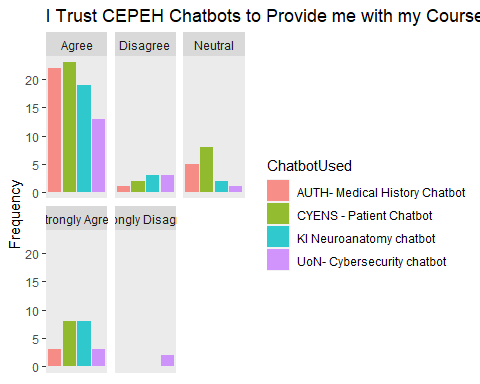 I Trust CEPEH Chatbots to Provide me with my Course
Agree Disagree Neutral
20
15
10
5
0
trongly Agre ongly Disag
20
15
10
5
0
Frequency
ChatbotUsed
AUTH- Medical History Chatbot
CYENS - Patient Chatbot
KI Neuroanatomy chatbot
UoN- Cybersecurity chatbot